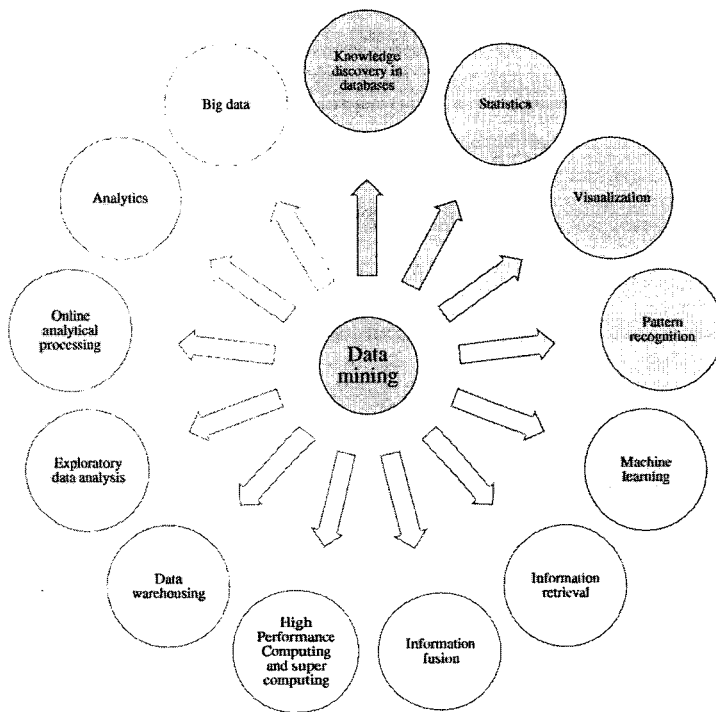 Knowledge
discovery in
databases
Statistics
Visualization
Pattern
recognition
Machine
learning
Information
retrieval
Information
fusion
High
Performance
Computing
and super
computing
Data
warehousing
Exploratory
data analysis
Online
analytical
processing
Analytics
Big data
Data
mining